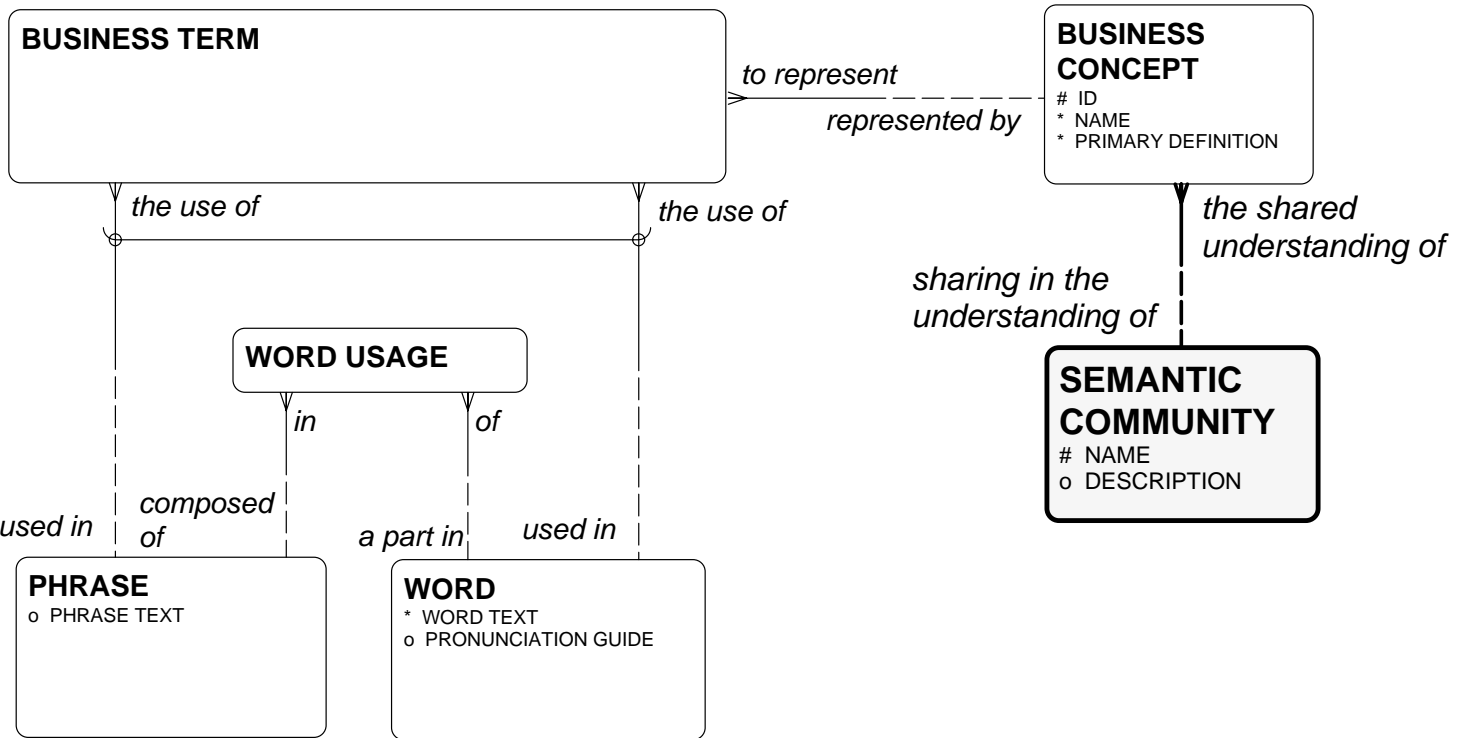 BUSINESS TERM
BUSINESS
CONCEPT
# ID
* NAME
* PRIMARY DEFINITION
to represent
represented by
the use of
the use of
the shared
understanding of
sharing in the
understanding of
WORD USAGE
SEMANTIC
COMMUNITY
# NAME
o DESCRIPTION
in
of
used in
composed
of
a part in
used in
PHRASE
o PHRASE TEXT
WORD
* WORD TEXT
o PRONUNCIATION GUIDE